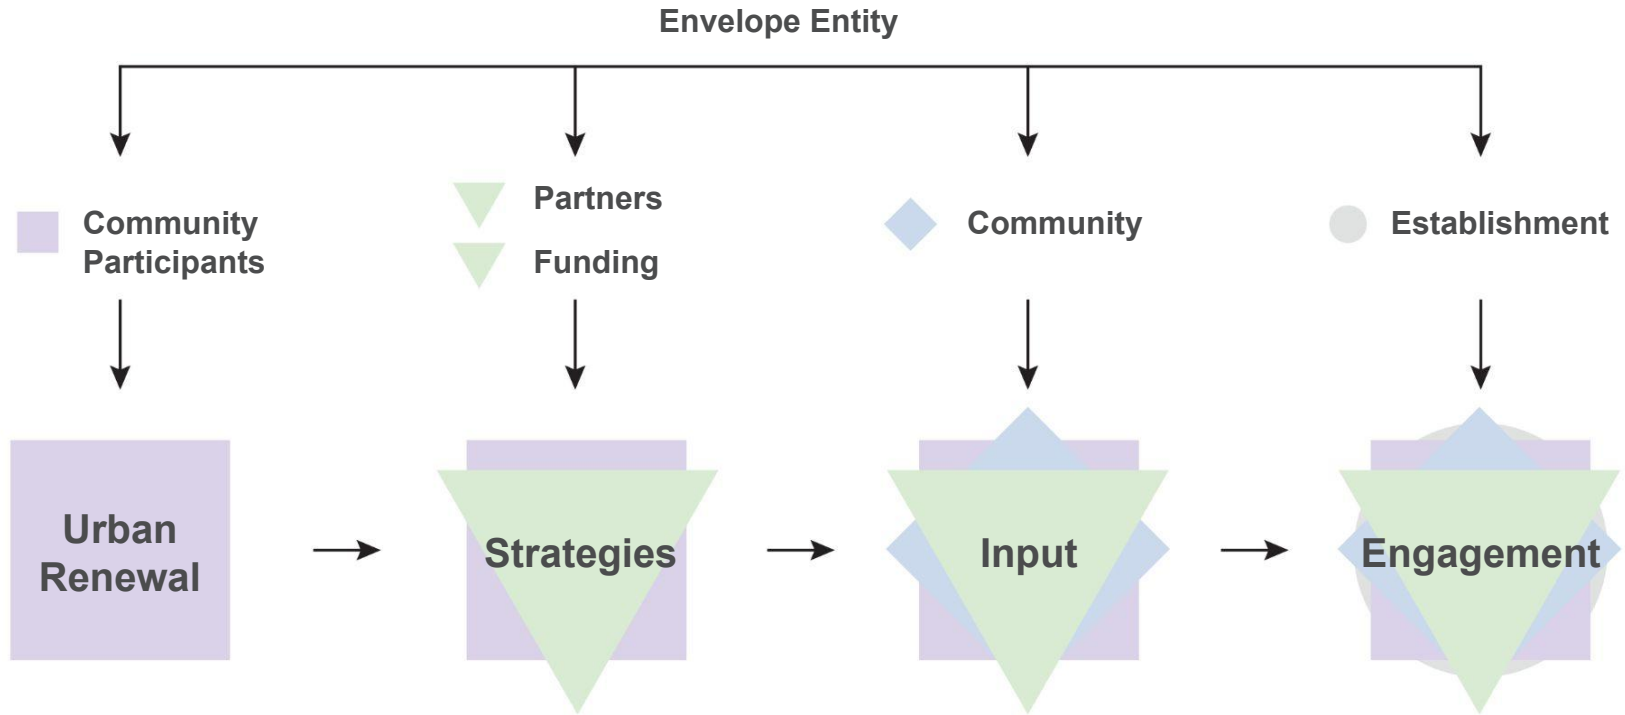 Envelope Entity
Community
Participants
Partners
Funding
Community
Establishment
Urban
Renewal
Strategies
Input
Engagement